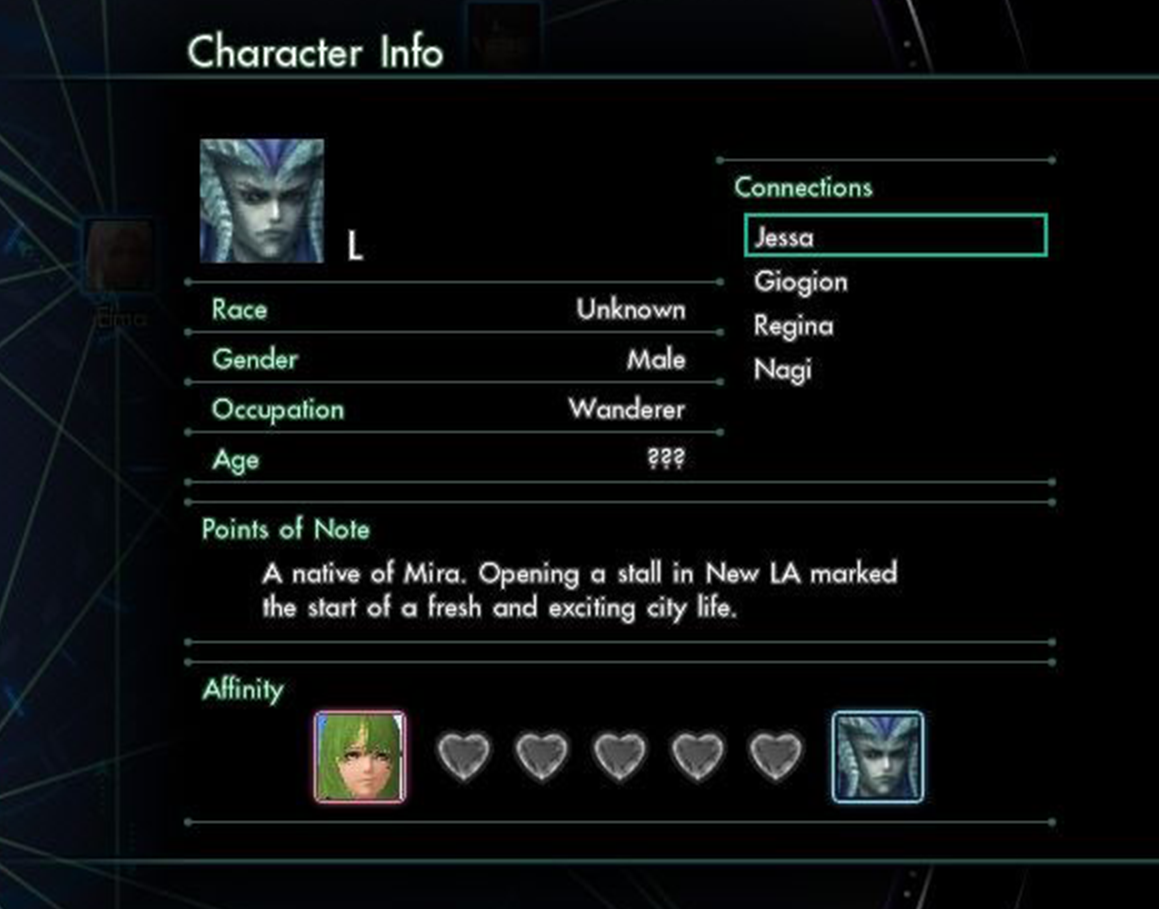 Character Info
L
Race Unknown
Gender Male
Occupation Wanderer
Age ???
Connections
Jessa
Giogion
Regina
Nagi
Points of Note
A native of Mira. Opening a stall in New LA marked
the start of a fresh and exciting city life.
Affinity
Elma